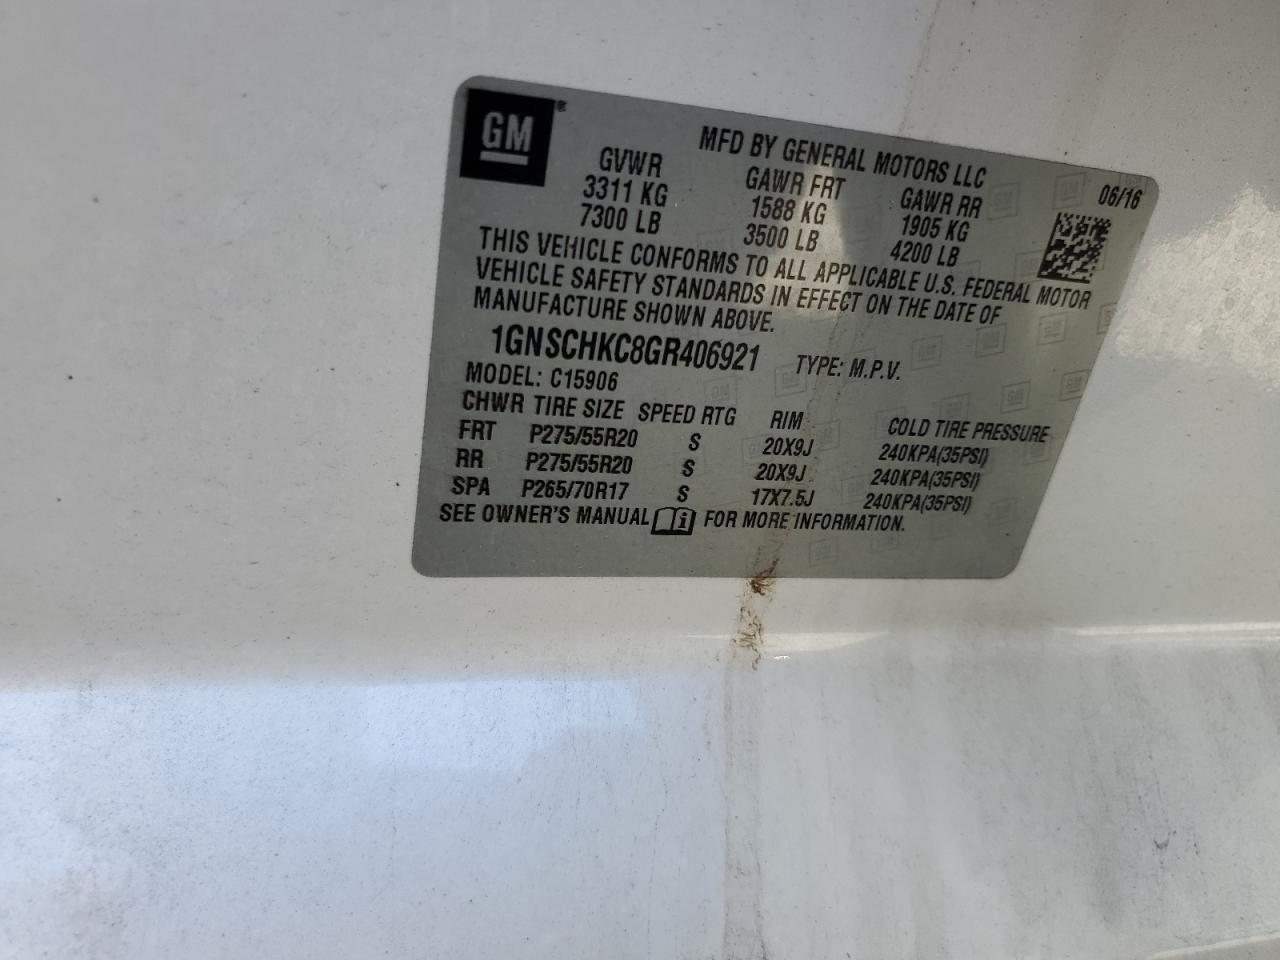 GM®
MFD BY GENERAL MOTORS LLC
06/16
GVWR GAWR FRT GAWR RR
3311 KG 1588 KG 1905 KG
7300 LB 3500 LB 4200 LB
THIS VEHICLE CONFORMS TO ALL APPLICABLE U.S. FEDERAL MOTOR
VEHICLE SAFETY STANDARDS IN EFFECT ON THE DATE OF
MANUFACTURE SHOWN ABOVE.
1GNSCHKC8GR406921 TYPE: M.P.V.
MODEL: C15906
CHWR TIRE SIZE SPEED RTG RIM COLD TIRE PRESSURE
FRT P275/55R20 S 20X9J 240KPA(35PSI)
RR P275/55R20 S 20X9J 240KPA(35PSI)
SPA P265/70R17 S 17X7.5J 240KPA(35PSI)
SEE OWNER'S MANUAL FOR MORE INFORMATION.